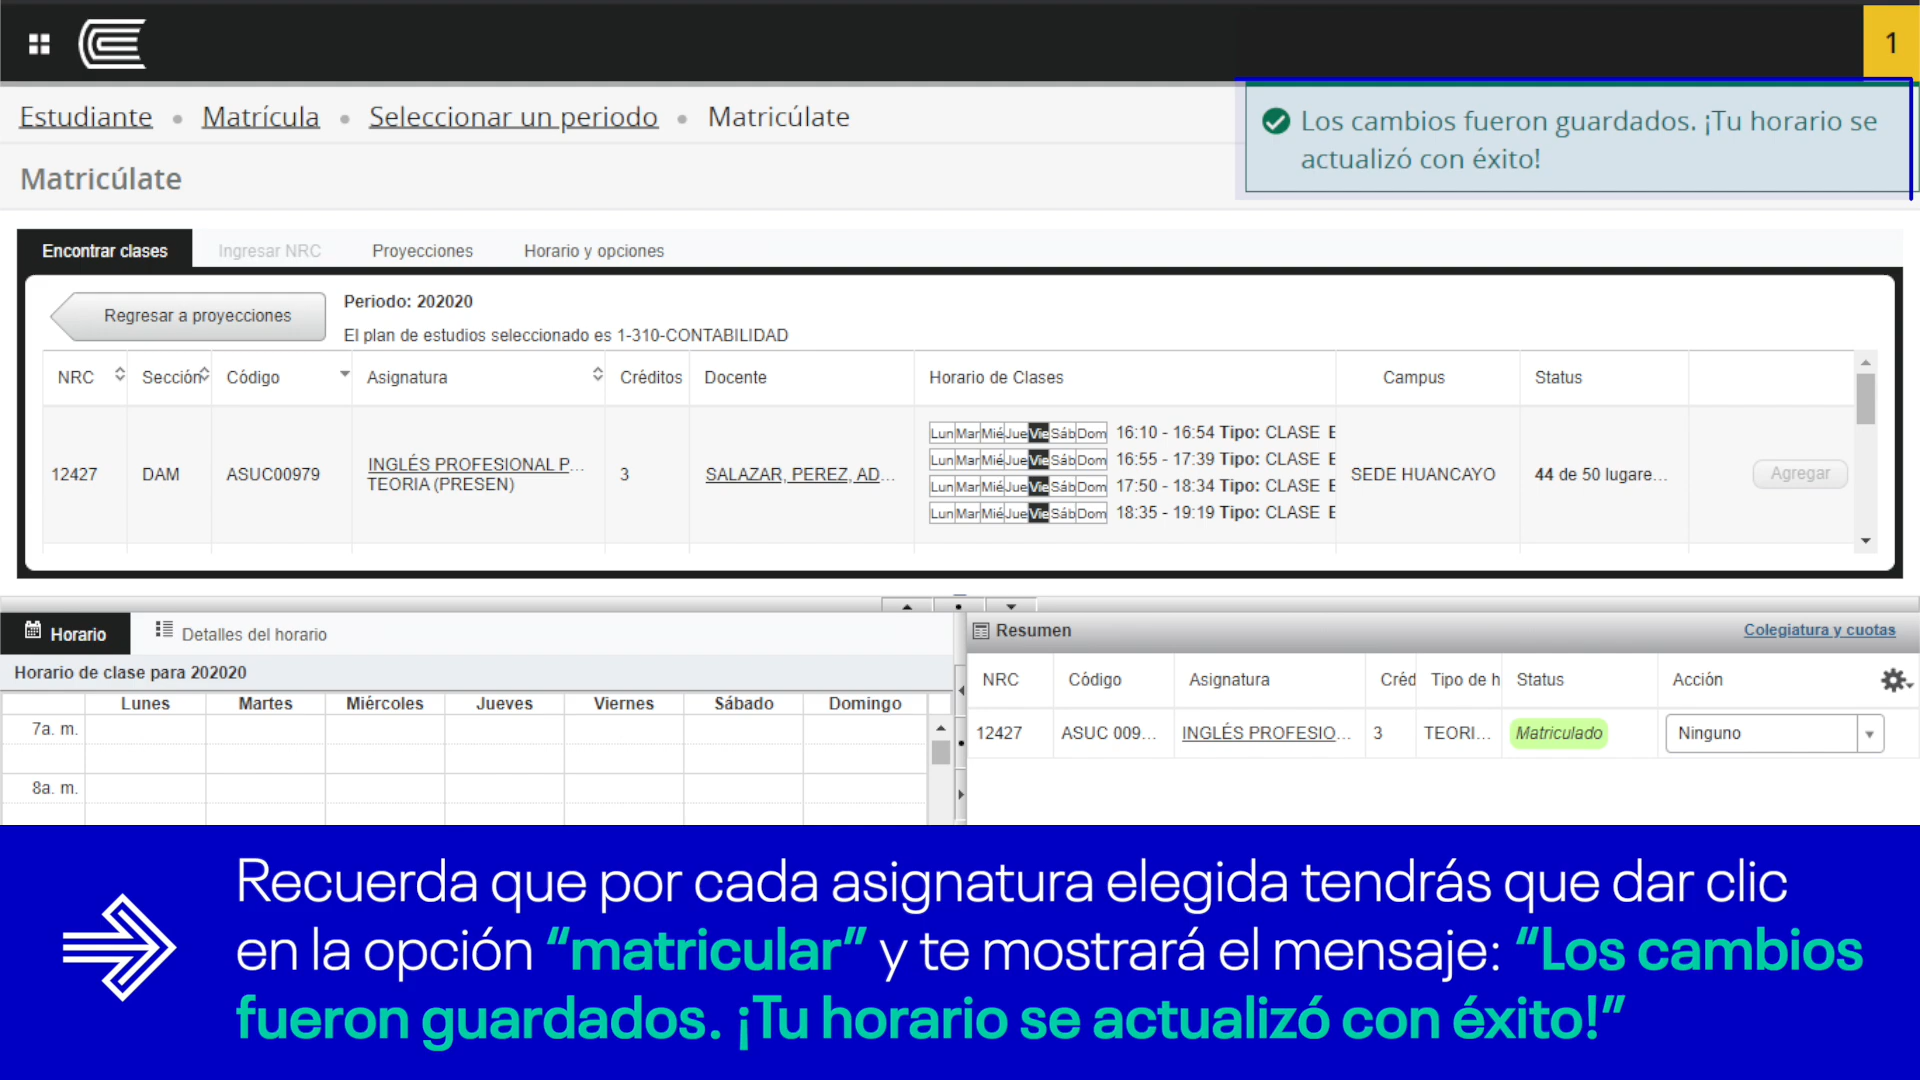 1
Estudiante • Matrícula • Seleccionar un periodo • Matricúlate
Los cambios fueron guardados. ¡Tu horario se
actualizó con éxito!
Matricúlate
Encontrar clases Ingresar NRC Proyecciones Horario y opciones
Regresar a proyecciones
Periodo: 202020
El plan de estudios seleccionado es 1-310-CONTABILIDAD
NRC Sección Código Asignatura Créditos Docente Horario de Clases Campus Status
12427 DAM ASUC00979 INGLÉS PROFESIONAL P...
TEORIA (PRESEN)
3 SALAZAR, PEREZ, AD...
Lun Mar Mié Jue Vie Sáb Dom 16:10 - 16:54 Tipo: CLASE E
Lun Mar Mié Jue Vie Sáb Dom 16:55 - 17:39 Tipo: CLASE E
Lun Mar Mié Jue Vie Sáb Dom 17:50 - 18:34 Tipo: CLASE E
Lun Mar Mié Jue Vie Sáb Dom 18:35 - 19:19 Tipo: CLASE E
SEDE HUANCAYO 44 de 50 lugare... Agregar
Horario Detalles del horario
Horario de clase para 202020
Lunes Martes Miércoles Jueves Viernes Sábado Domingo
7a. m.
8a. m.
Resumen Colegiatura y cuotas
NRC Código Asignatura Créd Tipo de h Status Acción
12427 ASUC 009... INGLÉS PROFESIO... 3 TEORI... Matriculado Ninguno
Recuerda que por cada asignatura elegida tendrás que dar clic
en la opción “matricular” y te mostrará el mensaje: “Los cambios
fueron guardados. ¡Tu horario se actualizó con éxito!”